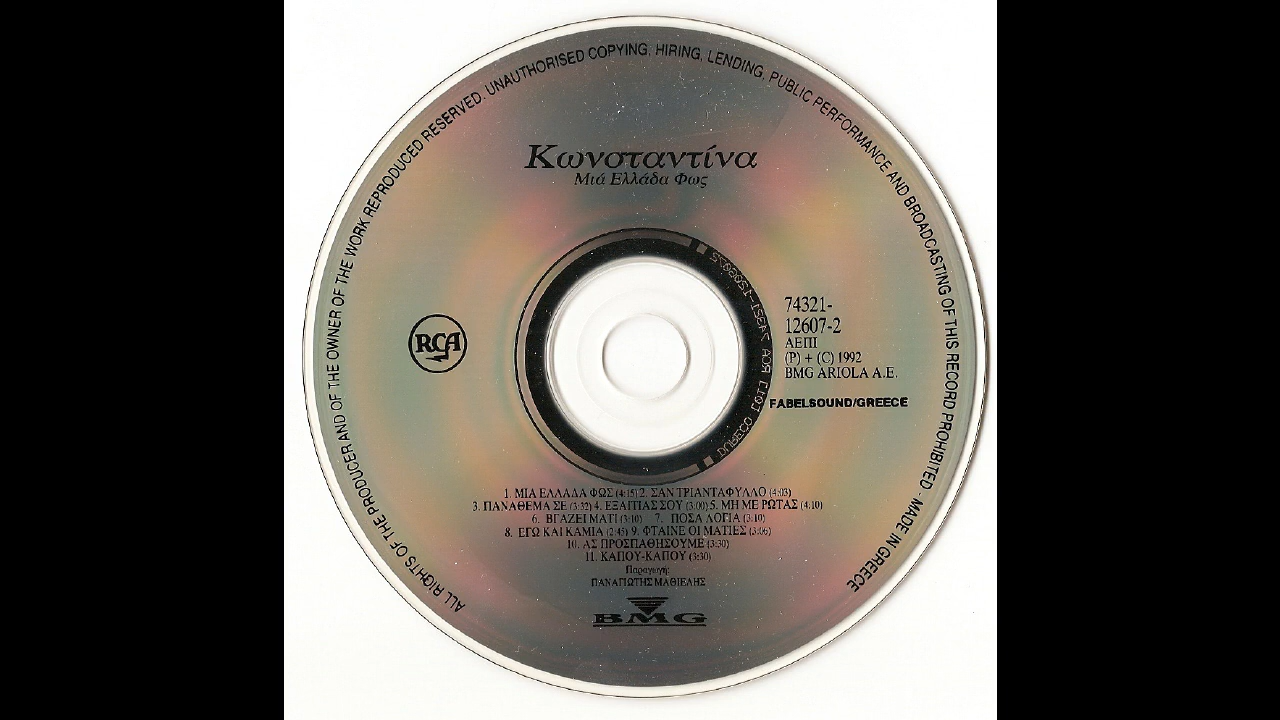 ALL RIGHTS OF THE PRODUCER AND OF THE OWNER OF THE WORK REPRODUCED RESERVED. UNAUTHORISED COPYING, HIRING, LENDING, PUBLIC PERFORMANCE AND BROADCASTING OF THIS RECORD PROHIBITED - MADE IN GREECE
Κωνσταντίνα
Μιά Ελλάδα Φως
RCA
74321-
12607-2
ΑΕΠΙ
(P) + (C) 1992
BMG ARIOLA A.E.
FABELSOUND/GREECE
1. ΜΙΑ ΕΛΛΑΔΑ ΦΩΣ (4:15) 2. ΣΑΝ ΤΡΙΑΝΤΑΦΥΛΛΟ (4:03)
3. ΠΑΝΑΘΕΜΑ ΣΕ (3:32) 4. ΕΞΑΙΤΙΑΣ ΣΟΥ (3:00) 5. ΜΗ ΜΕ ΡΩΤΑΣ (4:10)
6. ΒΓΑΖΕΙ ΜΑΤΙ (3:10) 7. ΠΟΣΑ ΛΟΓΙΑ (3:10)
8. ΕΓΩ ΚΑΙ ΚΑΜΙΑ (2:45) 9. ΦΤΑΙΝΕ ΟΙ ΜΑΤΙΕΣ (3:06)
10. ΑΣ ΠΡΟΣΠΑΘΗΣΟΥΜΕ (3:30)
11. ΚΑΠΟΥ-ΚΑΠΟΥ (3:30)
Παραγωγή:
ΠΑΝΑΓΙΩΤΗΣ ΜΑΘΙΕΛΗΣ
BMG